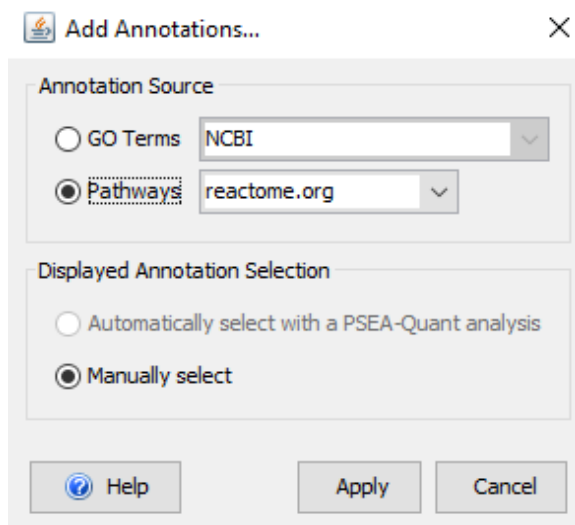 Add Annotations...
Annotation Source
GO Terms NCBI
Pathways reactome.org
Displayed Annotation Selection
Automatically select with a PSEA-Quant analysis
Manually select
Help Apply Cancel